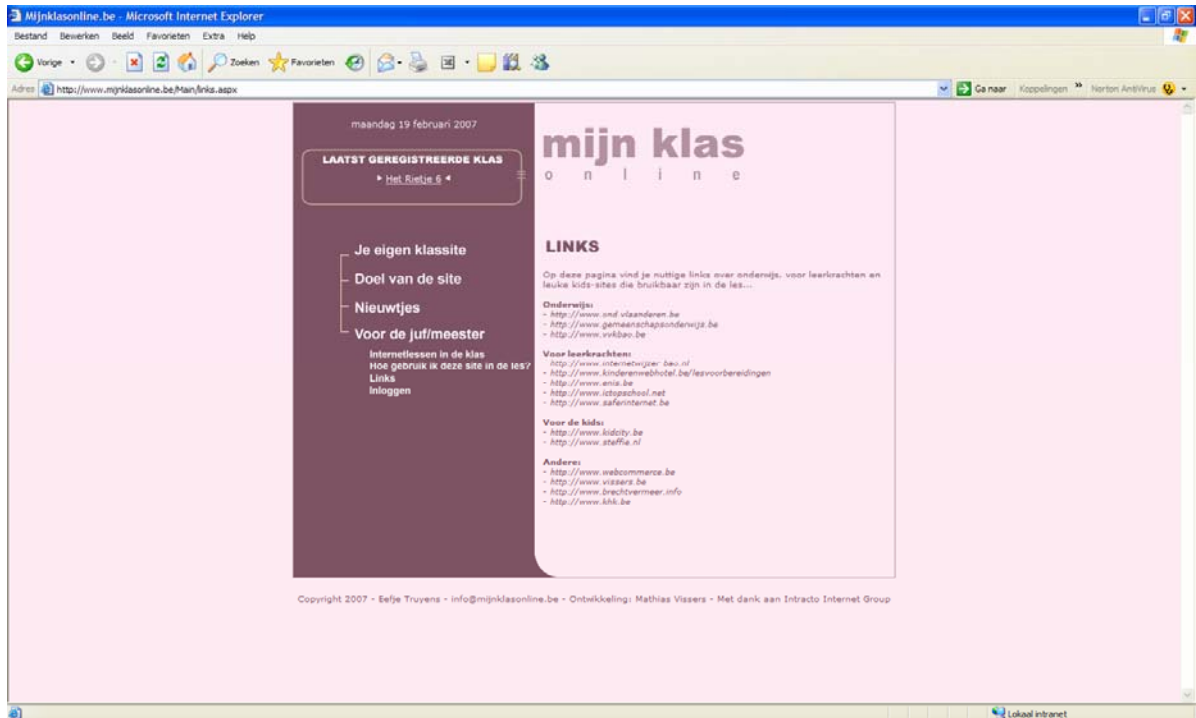 Mijnklasonline.be - Microsoft Internet Explorer
Bestand Bewerken Beeld Favorieten Extra Help
Vorige Zoeken Favorieten
Adres http://www.mijnklasonline.be/Main/links.aspx Ga naar Koppelingen » Norton AntiVirus
maandag 19 februari 2007
LAATST GEREGISTREERDE KLAS
Het Rietje 6
mijn klas
online
Je eigen klassite
Doel van de site
Nieuwtjes
Voor de juf/meester
Internetlessen in de klas
Hoe gebruik ik deze site in de les?
Links
Inloggen
LINKS
Op deze pagina vind je nuttige links over onderwijs, voor leerkrachten en
leuke kids-sites die bruikbaar zijn in de les...
Onderwijs:
- http://www.ond.vlaanderen.be
- http://www.gemeenschapsonderwijs.be
- http://www.vvkbao.be
Voor leerkrachten:
http://www.internetwijzer-bao.nl
- http://www.kinderenwebhotel.be/lesvoorbereidingen
- http://www.enis.be
- http://www.ictopschool.net
- http://www.saferinternet.be
Voor de kids:
- http://www.kidcity.be
- http://www.steffie.nl
Andere:
- http://www.webcommerce.be
- http://www.vissers.be
- http://www.brechtvermeer.info
- http://www.khk.be
Copyright 2007 - Eefje Truyens - info@mijnklasonline.be - Ontwikkeling: Mathias Vissers - Met dank aan Intracto Internet Group
Lokaal intranet